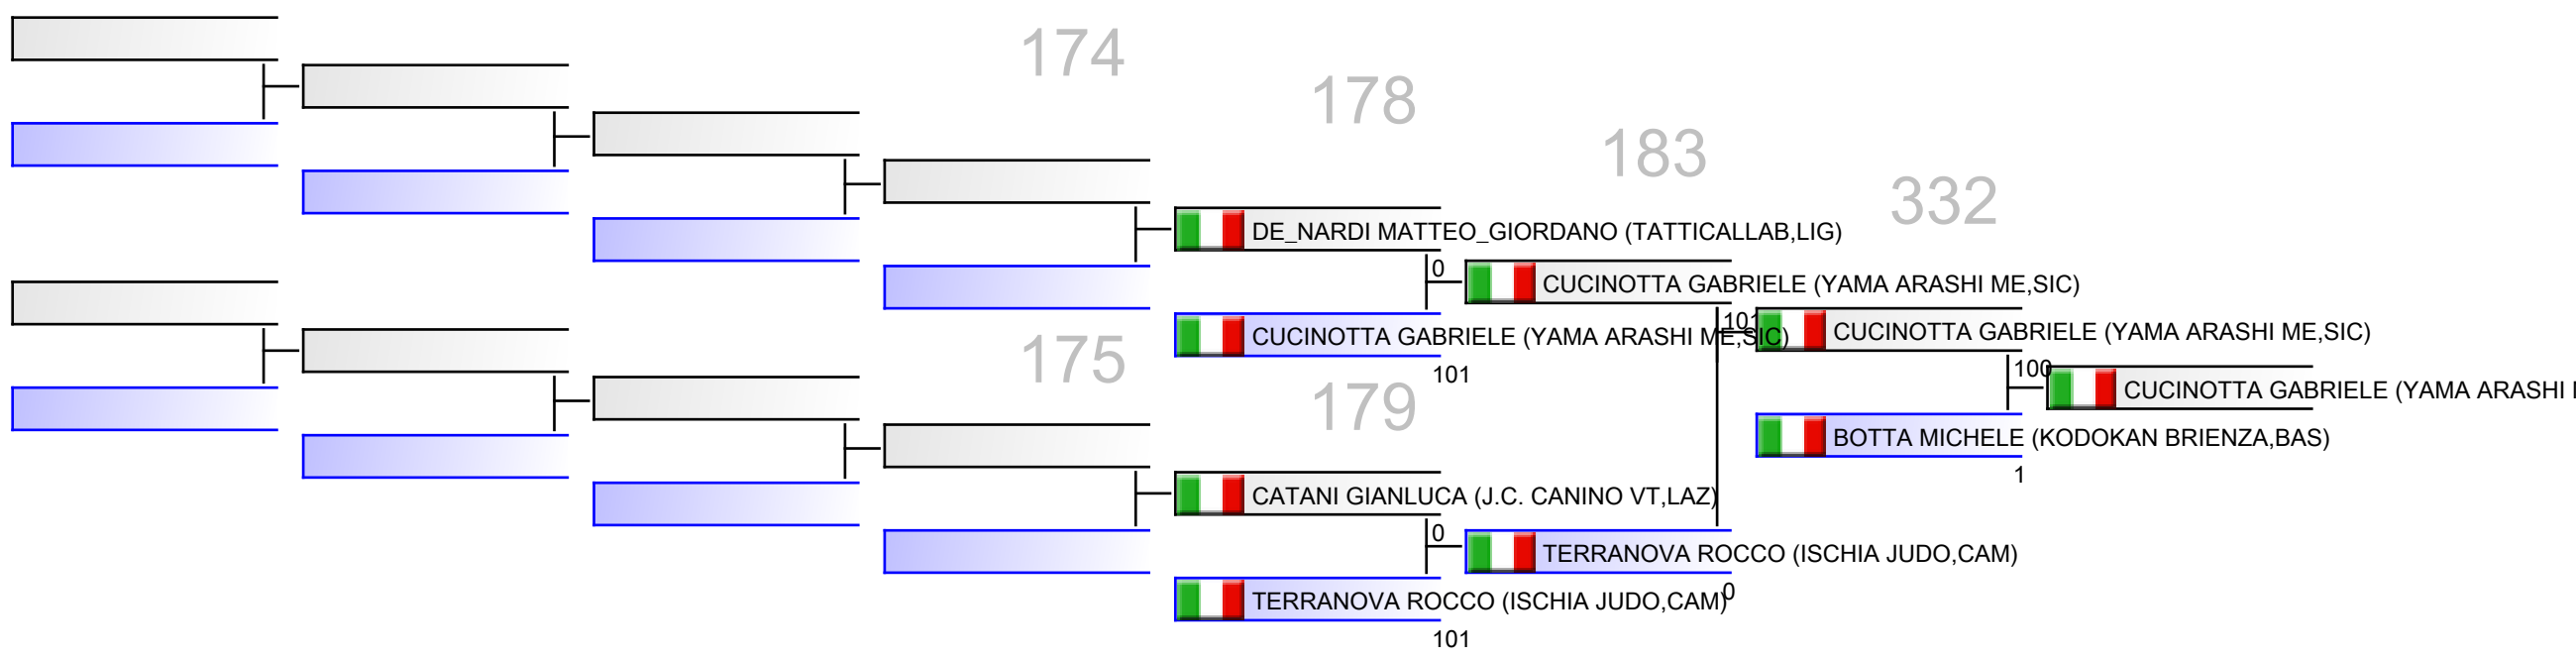 174
178
183
332
DE_NARDI MATTEO_GIORDANO (TATTICALLAB,LIG)
0
CUCINOTTA GABRIELE (YAMA ARASHI ME,SIC)
101
CUCINOTTA GABRIELE (YAMA ARASHI ME,SIC)
CUCINOTTA GABRIELE (YAMA ARASHI ME,SIC)
175
101
100
CUCINOTTA GABRIELE (YAMA ARASHI
179
BOTTA MICHELE (KODOKAN BRIENZA,BAS)
1
CATANI GIANLUCA (J.C. CANINO VT,LAZ)
0
TERRANOVA ROCCO (ISCHIA JUDO,CAM)
0
TERRANOVA ROCCO (ISCHIA JUDO,CAM)
101